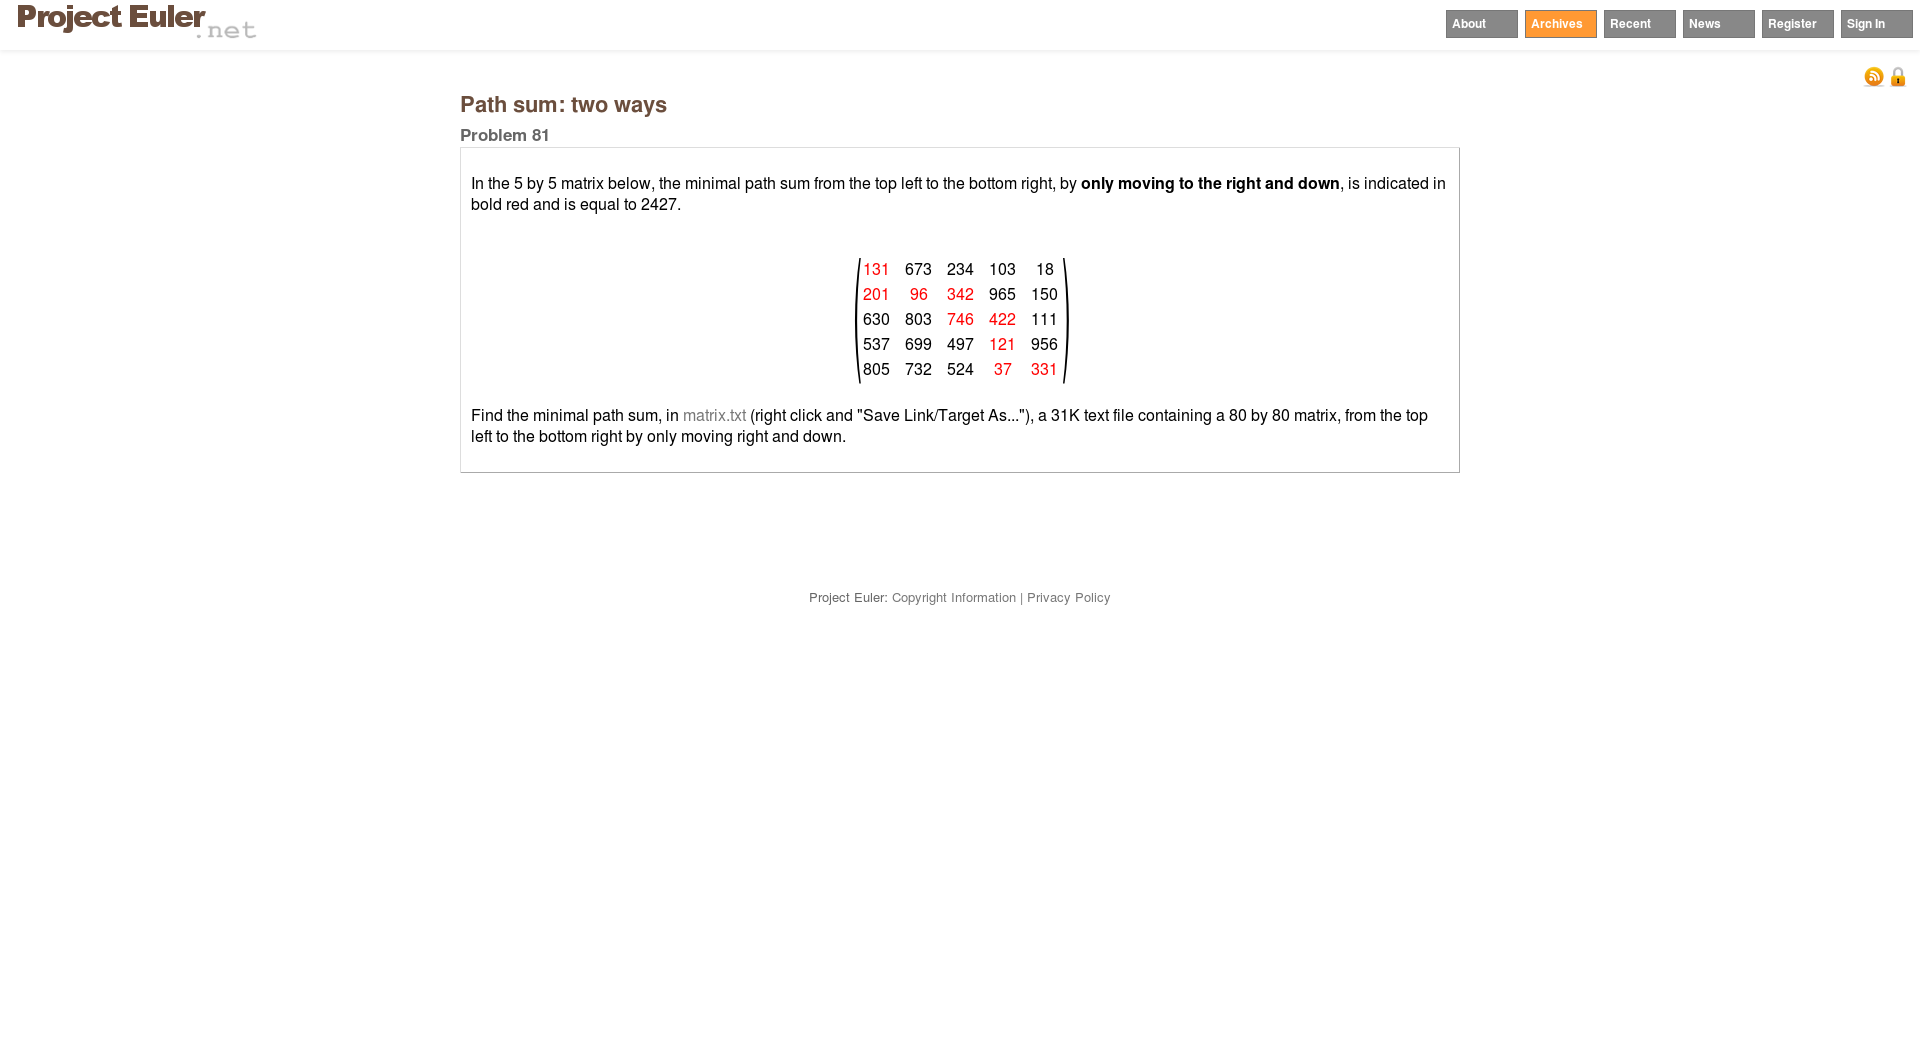 Project Euler.net
About Archives Recent News Register Sign In
Path sum: two ways
Problem 81
In the 5 by 5 matrix below, the minimal path sum from the top left to the bottom right, by only moving to the right and down, is indicated in
bold red and is equal to 2427.
131 673 234 103 18
201 96 342 965 150
630 803 746 422 111
537 699 497 121 956
805 732 524 37 331
Find the minimal path sum, in matrix.txt (right click and "Save Link/Target As..."), a 31K text file containing a 80 by 80 matrix, from the top
left to the bottom right by only moving right and down.
Project Euler: Copyright Information | Privacy Policy